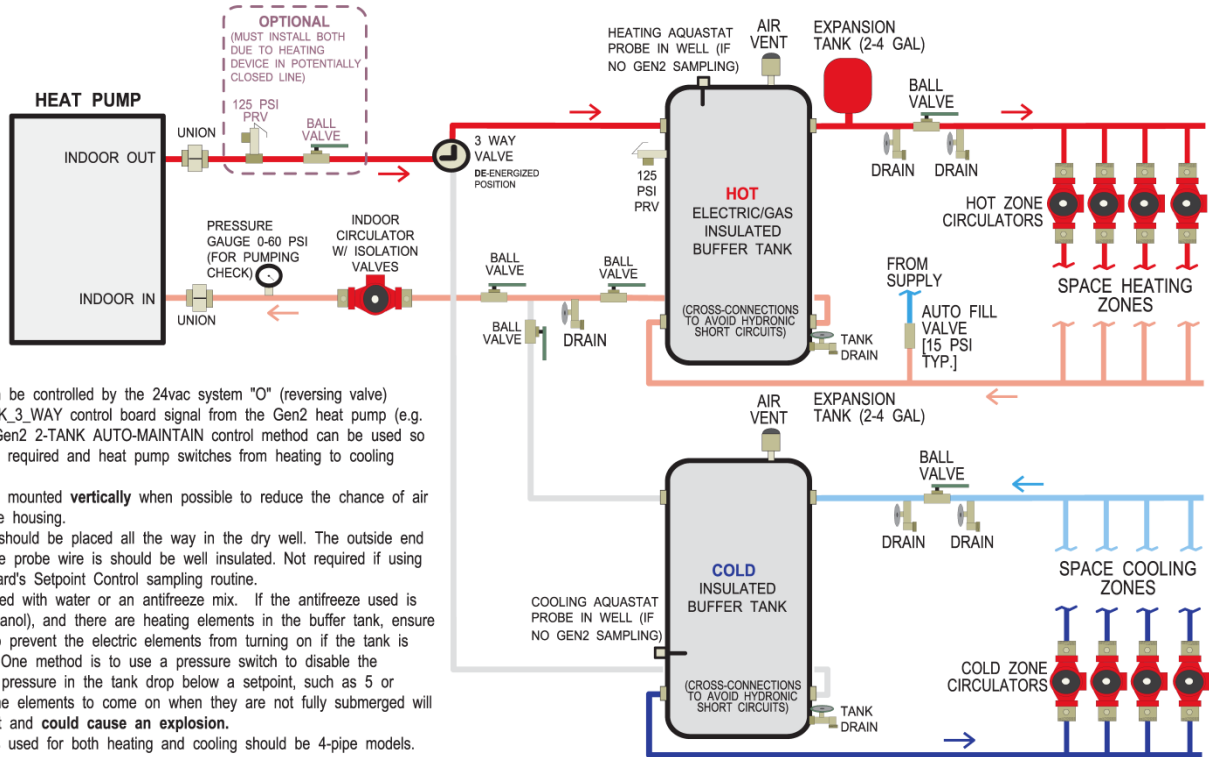 OPTIONAL
(MUST INSTALL BOTH
DUE TO HEATING
DEVICE IN POTENTIALLY
CLOSED LINE)
125 PSI
PRV
BALL
VALVE
HEAT PUMP
INDOOR OUT
UNION
INDOOR IN
UNION
PRESSURE
GAUGE 0-60 PSI
(FOR PUMPING
CHECK)
INDOOR
CIRCULATOR
W/ ISOLATION
VALVES
3 WAY
VALVE
DE-ENERGIZED
POSITION
BALL
VALVE
BALL
VALVE
BALL
VALVE
DRAIN
HEATING AQUASTAT
PROBE IN WELL (IF
NO GEN2 SAMPLING)
AIR
VENT
EXPANSION
TANK (2-4 GAL)
125
PSI
PRV
HOT
ELECTRIC/GAS
INSULATED
BUFFER TANK
(CROSS-CONNECTIONS
TO AVOID HYDRONIC
SHORT CIRCUITS)
TANK
DRAIN
BALL
VALVE
DRAIN
DRAIN
HOT ZONE
CIRCULATORS
SPACE HEATING
ZONES
FROM
SUPPLY
AUTO FILL
VALVE
[15 PSI
TYP.]
AIR
VENT
EXPANSION
TANK (2-4 GAL)
BALL
VALVE
DRAIN
DRAIN
COLD
INSULATED
BUFFER TANK
COOLING AQUASTAT
PROBE IN WELL (IF
NO GEN2 SAMPLING)
(CROSS-CONNECTIONS
TO AVOID HYDRONIC
SHORT CIRCUITS)
TANK
DRAIN
SPACE COOLING
ZONES
COLD ZONE
CIRCULATORS
be controlled by the 24vac system "O" (reversing valve)
K_3_WAY control board signal from the Gen2 heat pump (e.g.
Gen2 2-TANK AUTO-MAINTAIN control method can be used so
required and heat pump switches from heating to cooling
mounted vertically when possible to reduce the chance of air
housing.
should be placed all the way in the dry well. The outside end
probe wire is should be well insulated. Not required if using
ard's Setpoint Control sampling routine.
ed with water or an antifreeze mix. If the antifreeze used is
anol), and there are heating elements in the buffer tank, ensure
prevent the electric elements from turning on if the tank is
One method is to use a pressure switch to disable the
pressure in the tank drop below a setpoint, such as 5 or
elements to come on when they are not fully submerged will
and could cause an explosion.
used for both heating and cooling should be 4-pipe models.